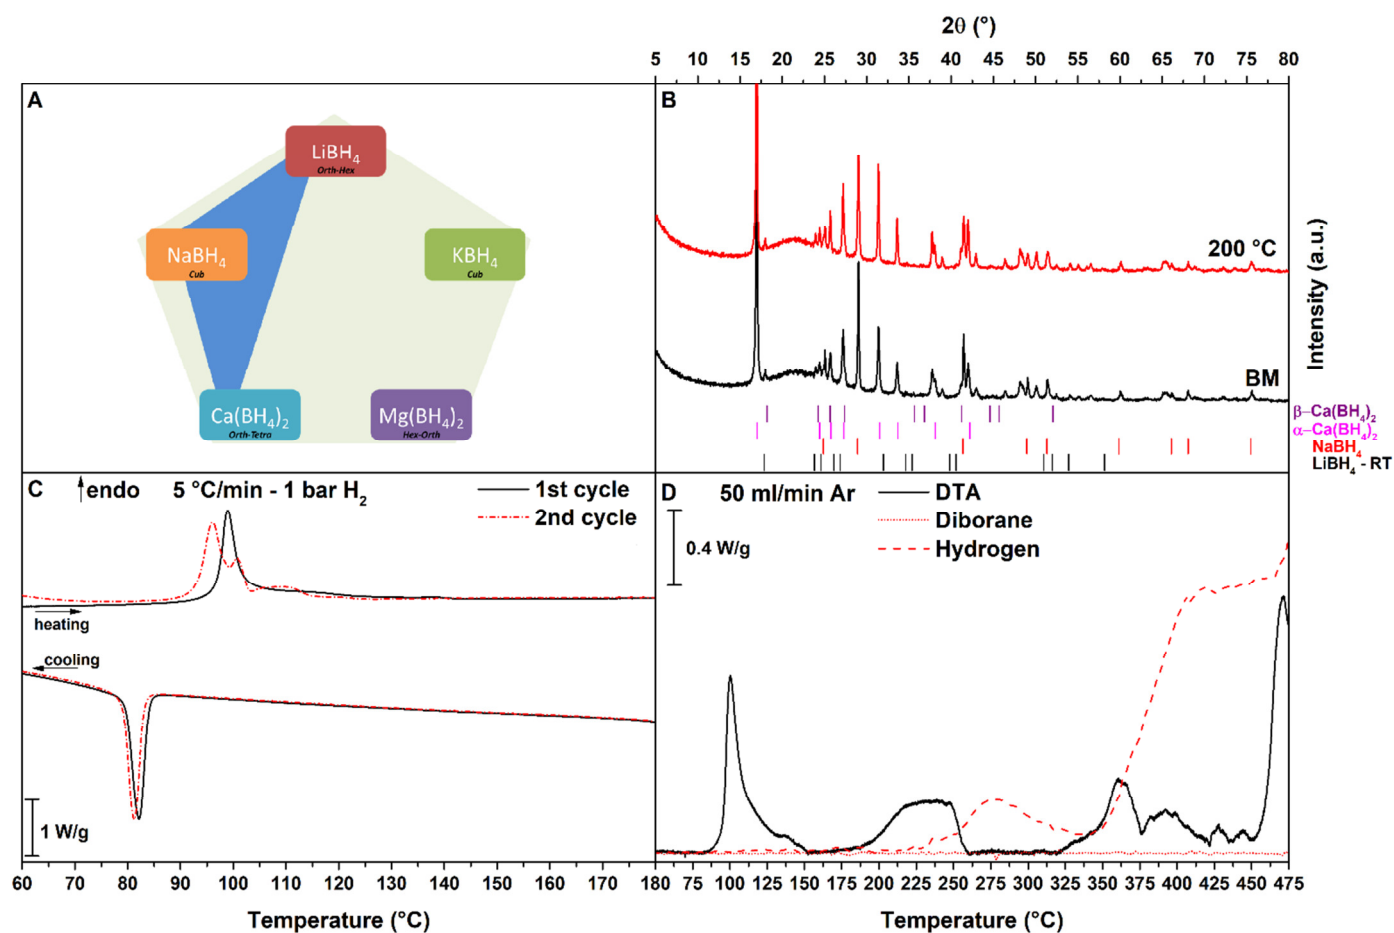 2θ (°)
5 10 15 20 25 30 35 40 45 50 55 60 65 70 75 80
A
LiBH4
Orth-Hex
NaBH4
Cub
KBH4
Cub
Ca(BH4)2
Orth-Tetra
Mg(BH4)2
Hex-Orth
B
200 °C
BM
Intensity (a.u.)
β–Ca(BH4)2
α–Ca(BH4)2
NaBH4
LiBH4 - RT
C
endo 5 °C/min - 1 bar H2
1st cycle
2nd cycle
heating
cooling
1 W/g
60 70 80 90 100 110 120 130 140 150 160 170 180
Temperature (°C)
D
50 ml/min Ar
DTA
Diborane
Hydrogen
0.4 W/g
75 100 125 150 175 200 225 250 275 300 325 350 375 400 425 450 475
Temperature (°C)